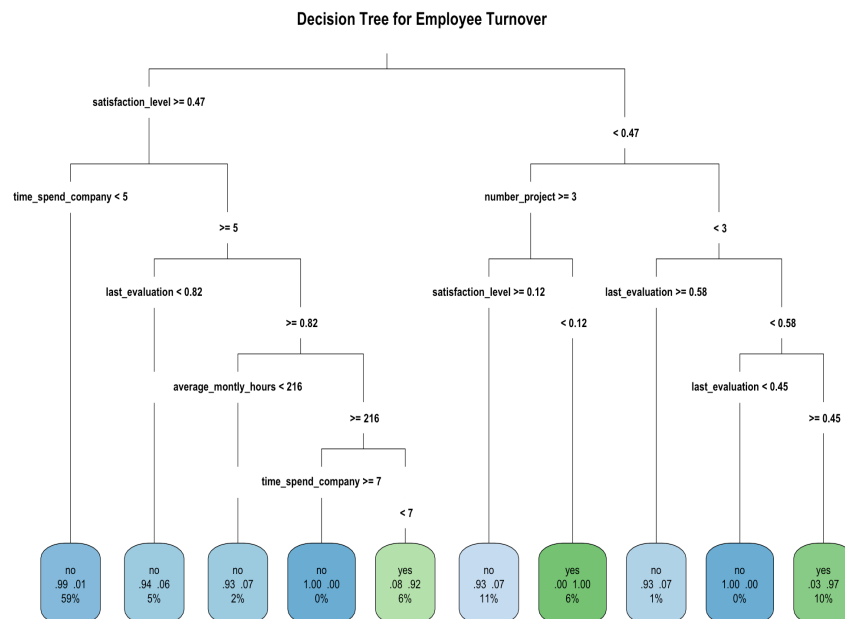 Decision Tree for Employee Turnover
satisfaction_level >= 0.47
< 0.47
time_spend_company < 5
number_project >= 3
>= 5
< 3
last_evaluation < 0.82
satisfaction_level >= 0.12
last_evaluation >= 0.58
>= 0.82
< 0.12
< 0.58
average_montly_hours < 216
last_evaluation < 0.45
>= 216
>= 0.45
time_spend_company >= 7
< 7
no
.99 .01
59%
no
.94 .06
5%
no
.93 .07
2%
no
1.00 .00
0%
yes
.08 .92
6%
no
.93 .07
11%
yes
.00 1.00
6%
no
.93 .07
1%
no
1.00 .00
0%
yes
.03 .97
10%